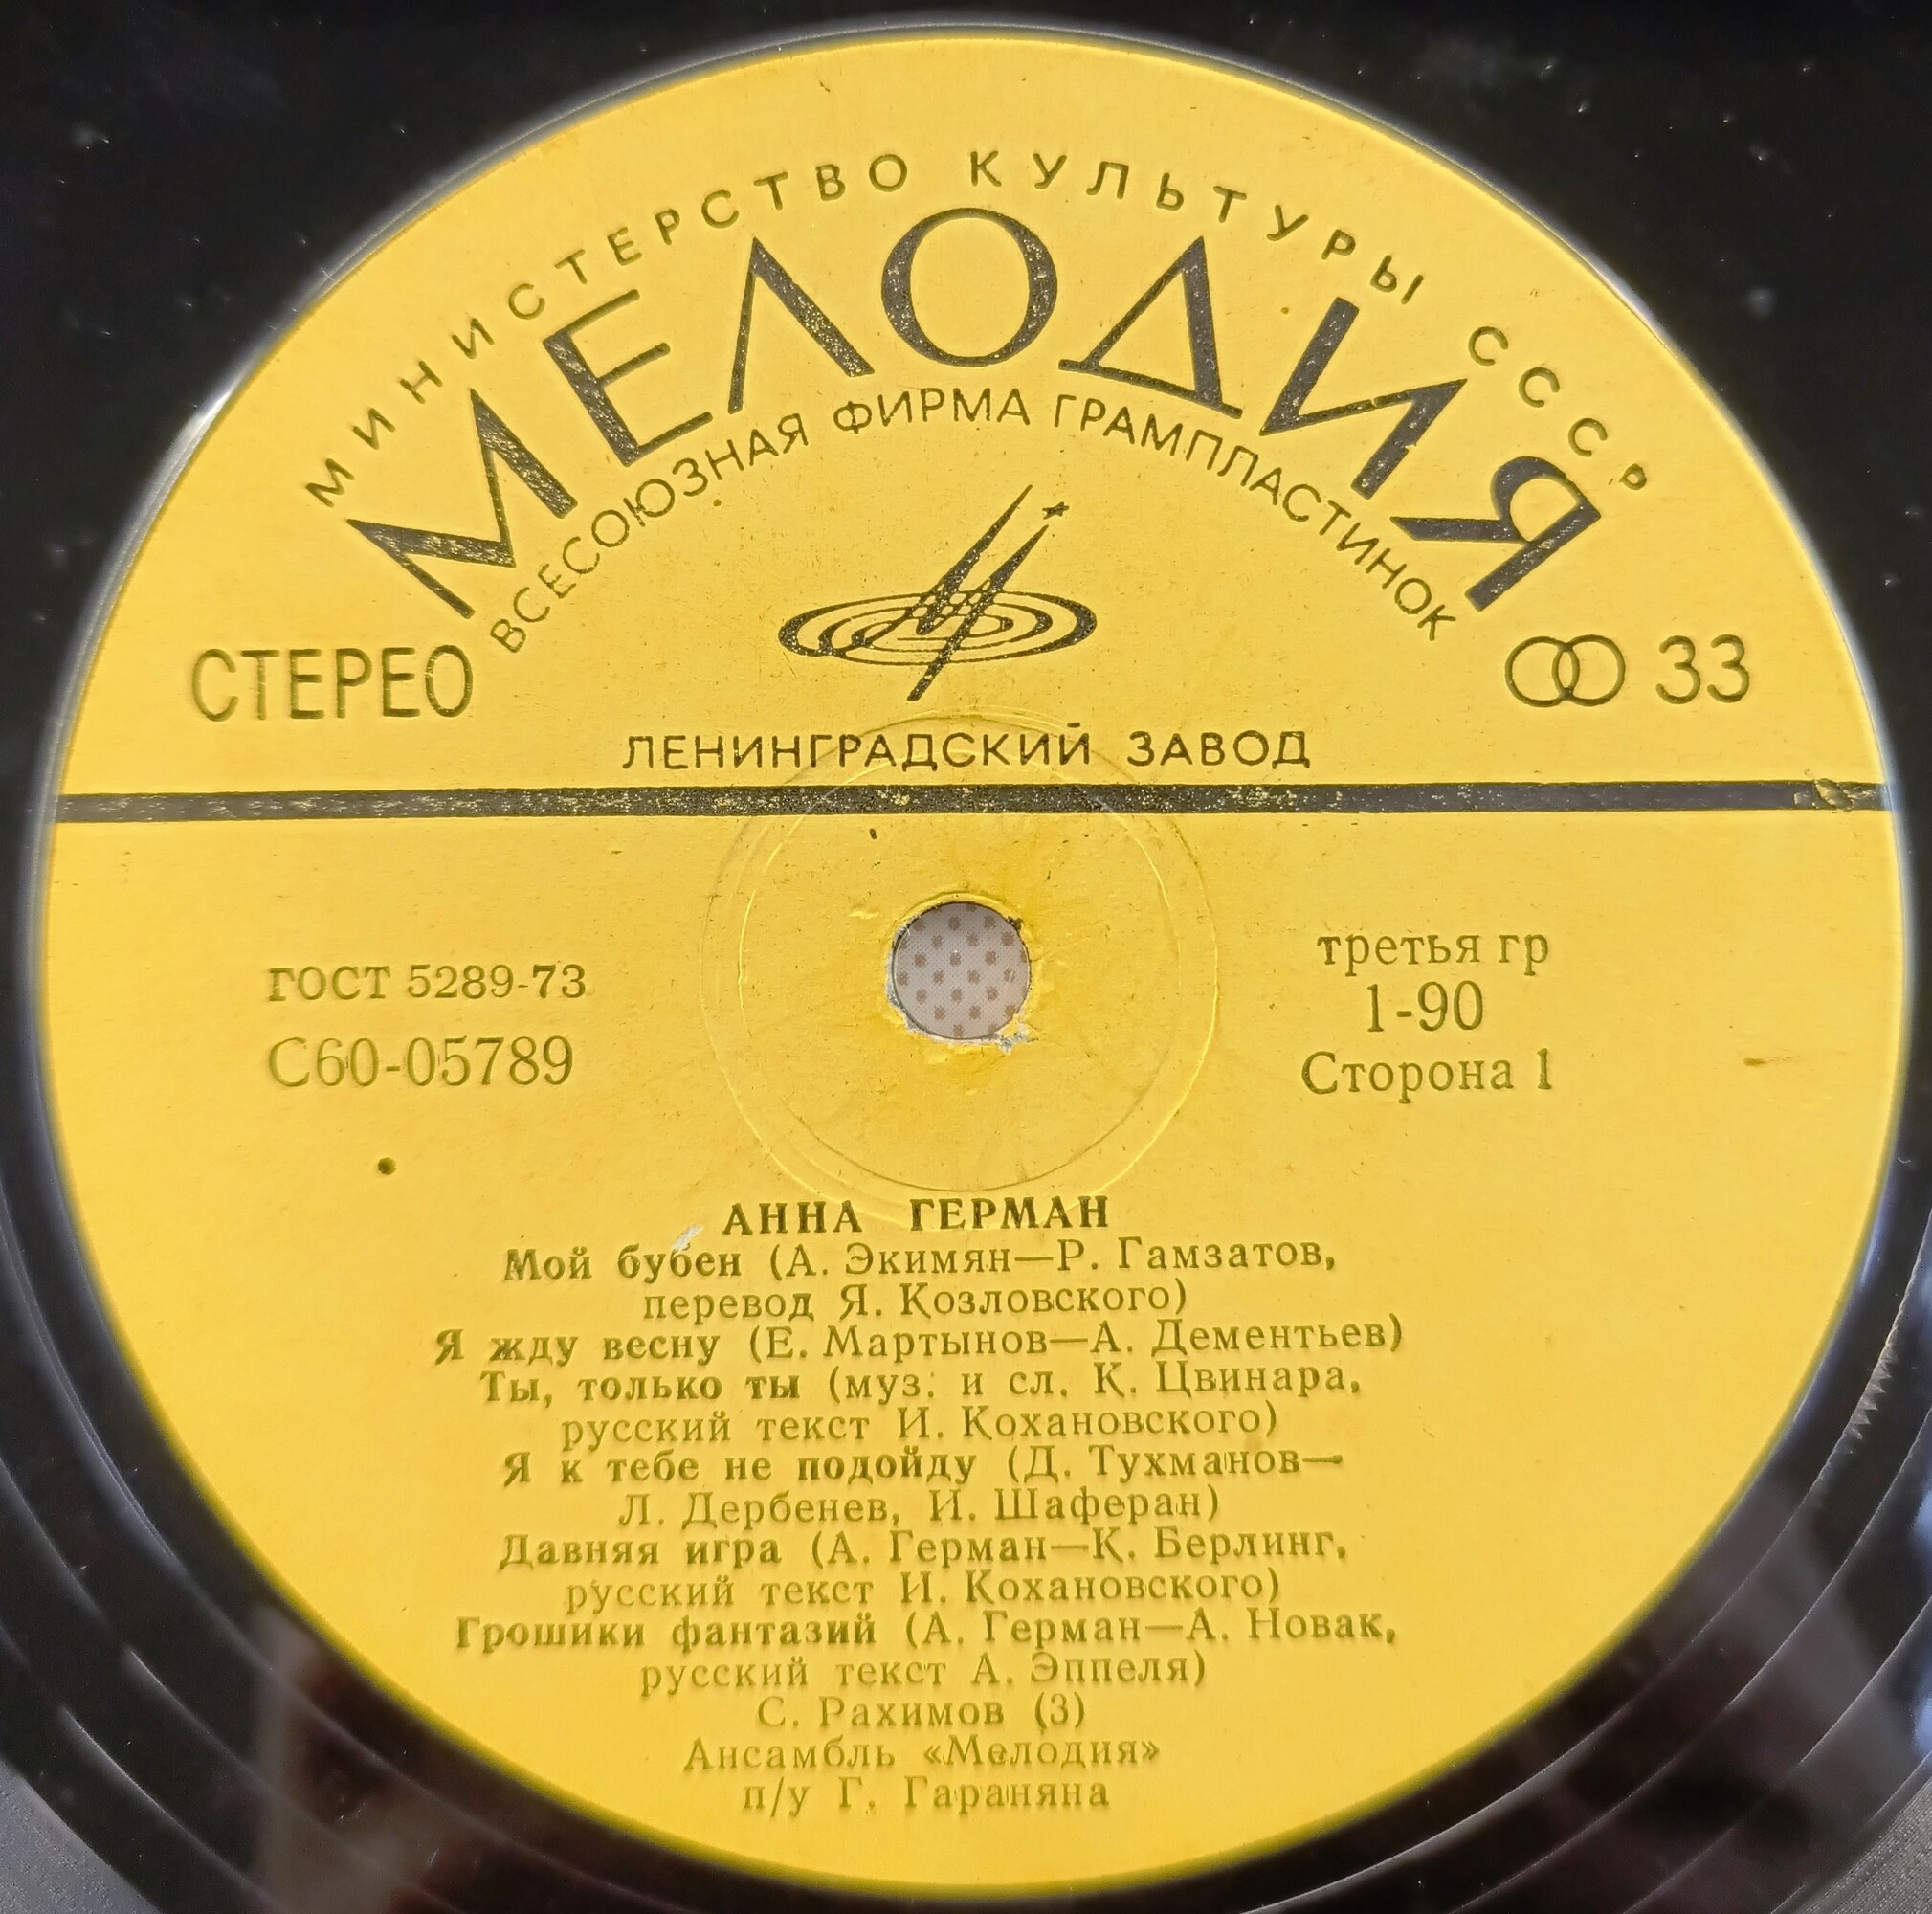 МИНИСТЕРСТВО КУЛЬТУРЫ СССР
МЕЛОДИЯ
ВСЕСОЮЗНАЯ ФИРМА ГРАМПЛАСТИНОК
СТЕРЕО
33
ЛЕНИНГРАДСКИЙ ЗАВОД
ГОСТ 5289-73
С60-05789
третья гр
1-90
Сторона 1
АННА ГЕРМАН
Мой бубен (А. Экимян—Р. Гамзатов,
перевод Я. Козловского)
Я жду весну (Е. Мартынов—А. Дементьев)
Ты, только ты (муз. и сл. К. Цвинара,
русский текст И. Кохановского)
Я к тебе не подойду (Д. Тухманов—
Л. Дербенев, И. Шаферан)
Давняя игра (А. Герман—К. Берлинг,
русский текст И. Кохановского)
Грошики фантазий (А. Герман—А. Новак,
русский текст А. Эппеля)
С. Рахимов (3)
Ансамбль «Мелодия»
п/у Г. Гараняна